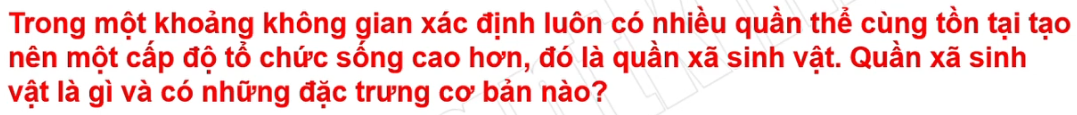 Trong một khoảng không gian xác định luôn có nhiều quần thể cùng tồn tại tạo
nên một cấp độ tổ chức sống cao hơn, đó là quần xã sinh vật. Quần xã sinh
vật là gì và có những đặc trưng cơ bản nào?